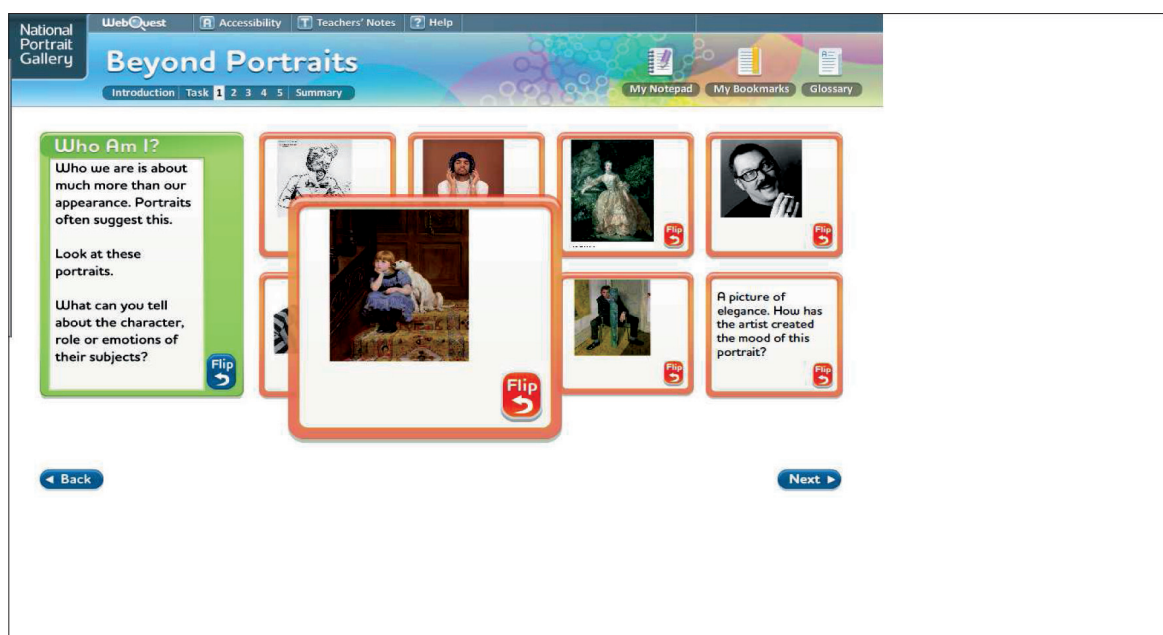 National
Portrait
Gallery
WebQuest
Accessibility
Teachers' Notes
Help
Beyond Portraits
Introduction Task 1 2 3 4 5 Summary
My Notepad
My Bookmarks
Glossary
Who Am I?
Who we are is about
much more than our
appearance. Portraits
often suggest this.
Look at these
portraits.
What can you tell
about the character,
role or emotions of
their subjects?
Flip
Flip
Flip
Flip
Flip
A picture of
elegance. How has
the artist created
the mood of this
portrait?
Flip
Back
Next